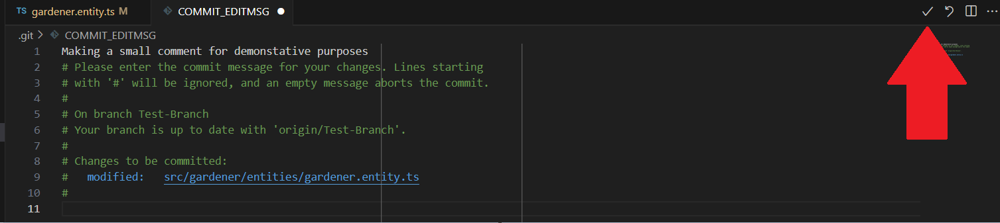 TS gardener.entity.ts M
COMMIT_EDITMSG
.git > COMMIT_EDITMSG
1 Making a small comment for demonstative purposes
2 # Please enter the commit message for your changes. Lines starting
3 # with '#' will be ignored, and an empty message aborts the commit.
4 #
5 # On branch Test-Branch
6 # Your branch is up to date with 'origin/Test-Branch'.
7 #
8 # Changes to be committed:
9 # modified: src/gardener/entities/gardener.entity.ts
10 #
11